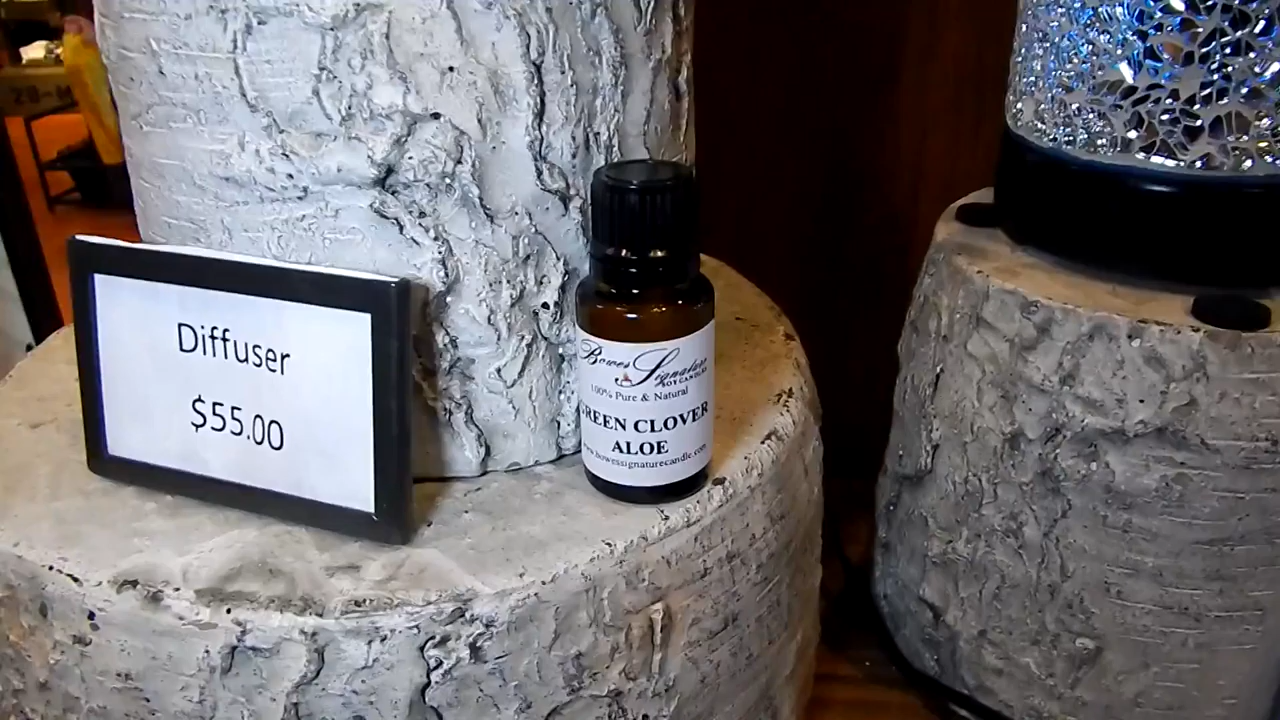 Diffuser
$55.00
Bowes Signature
SOY CANDLES
100% Pure & Natural
GREEN CLOVER
ALOE
www.bowessignaturecandle.com